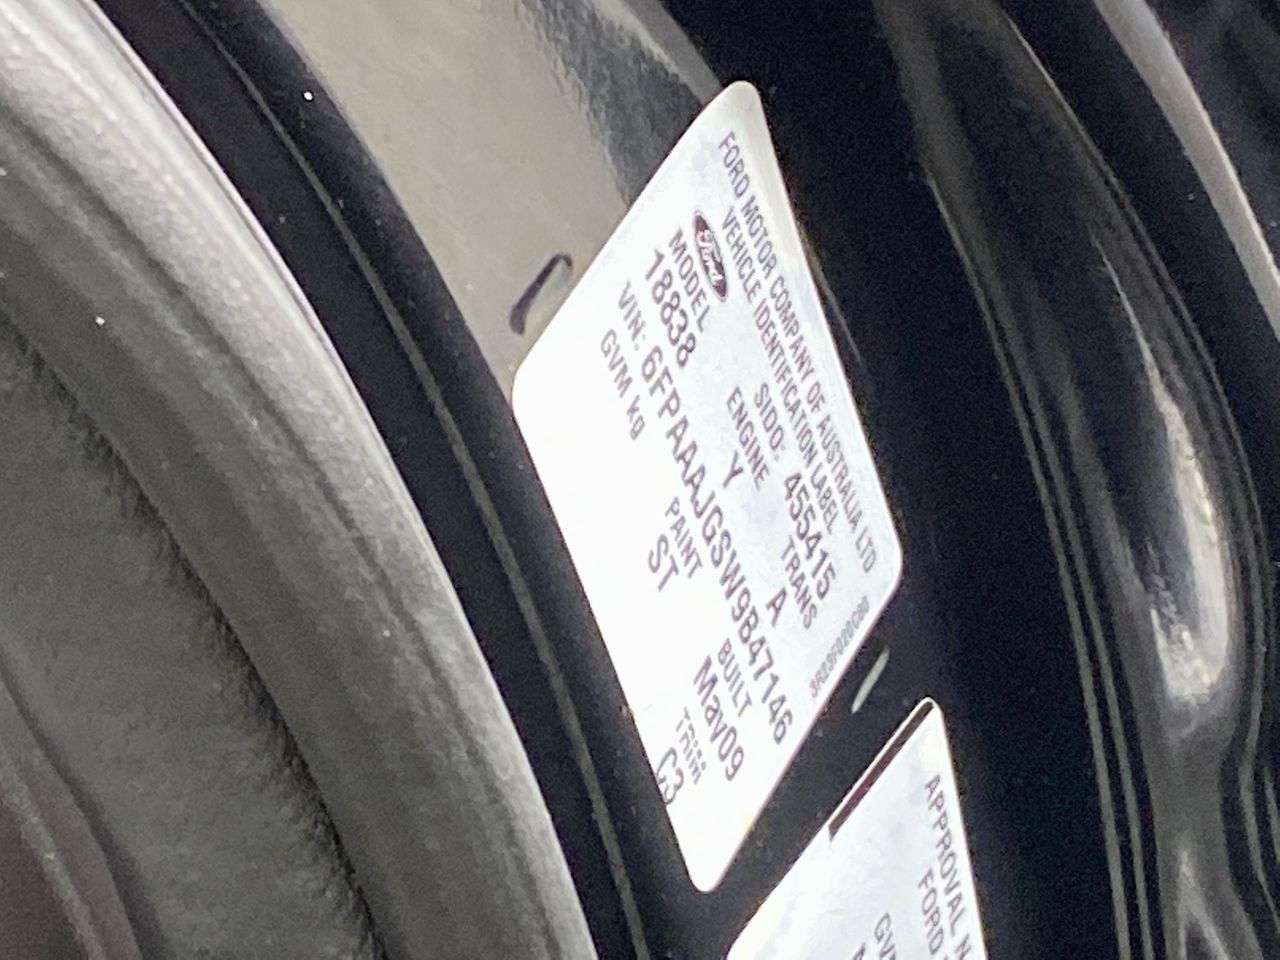 FORD MOTOR COMPANY OF AUSTRALIA LTD
VEHICLE IDENTIFICATION LABEL
Ford
SIDO: 455415
MODEL ENGINE TRANS
18838 Y A
VIN: 6FPAAAJGSW9B47146
GVM kg PAINT BUILT
ST May09
TRIM
C3
APPROVAL
FORD